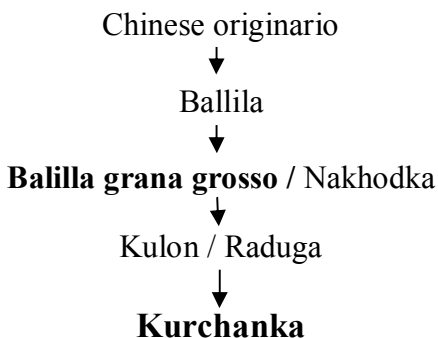 Chinese originario
Ballila
Balilla grana grosso / Nakhodka
Kulon / Raduga
Kurchanka